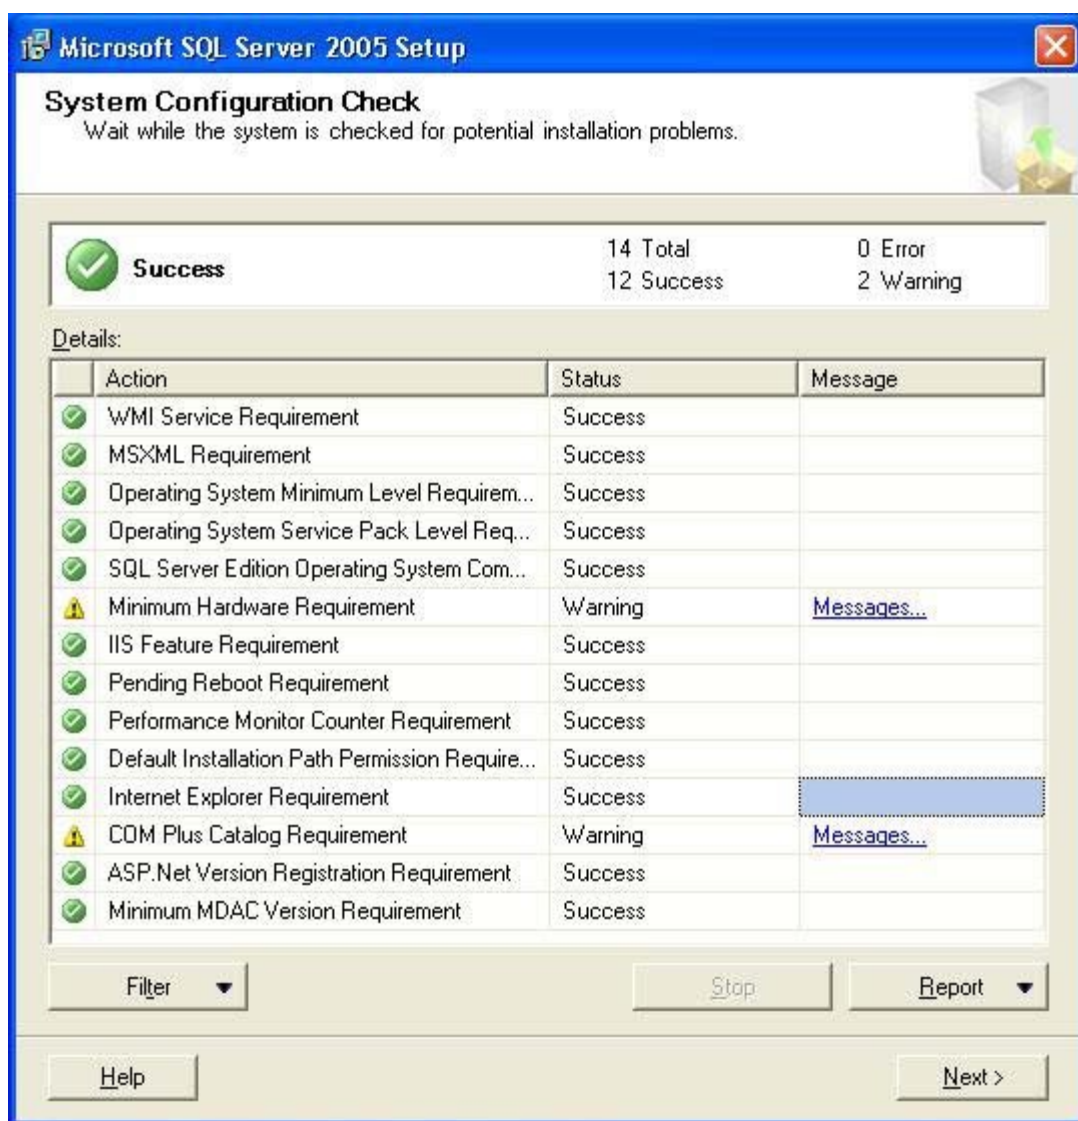 Microsoft SQL Server 2005 Setup
System Configuration Check
Wait while the system is checked for potential installation problems.
Success
14 Total
0 Error
12 Success
2 Warning
Details:
Action Status Message
WMI Service Requirement Success
MSXML Requirement Success
Operating System Minimum Level Requirem... Success
Operating System Service Pack Level Req... Success
SQL Server Edition Operating System Com... Success
Minimum Hardware Requirement Warning Messages...
IIS Feature Requirement Success
Pending Reboot Requirement Success
Performance Monitor Counter Requirement Success
Default Installation Path Permission Require... Success
Internet Explorer Requirement Success
COM Plus Catalog Requirement Warning Messages...
ASP.Net Version Registration Requirement Success
Minimum MDAC Version Requirement Success
Filter Stop Report
Help Next >